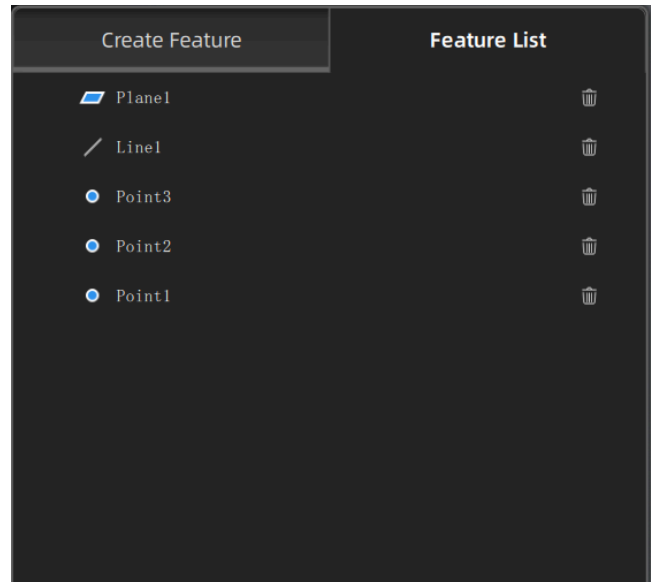 Create Feature Feature List
Plane1
Line1
Point3
Point2
Point1